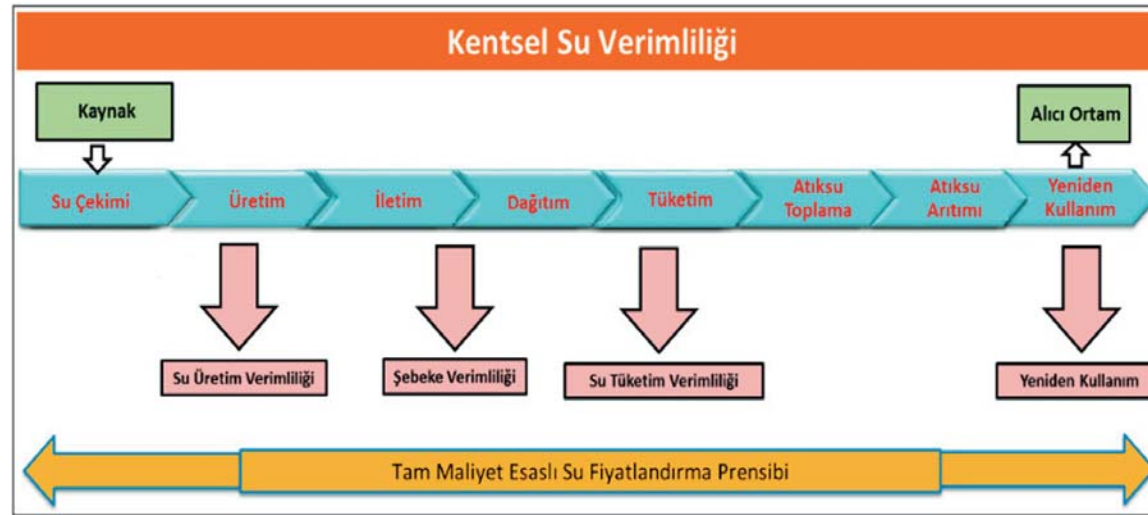 Kentsel Su Verimliliği
Kaynak
Alıcı Ortam
Su Çekimi
Üretim
İletim
Dağıtım
Tüketim
Atıksu
Toplama
Atıksu
Arıtımı
Yeniden
Kullanım
Su Üretim Verimliliği
Şebeke Verimliliği
Su Tüketim Verimliliği
Yeniden Kullanım
Tam Maliyet Esaslı Su Fiyatlandırma Prensibi